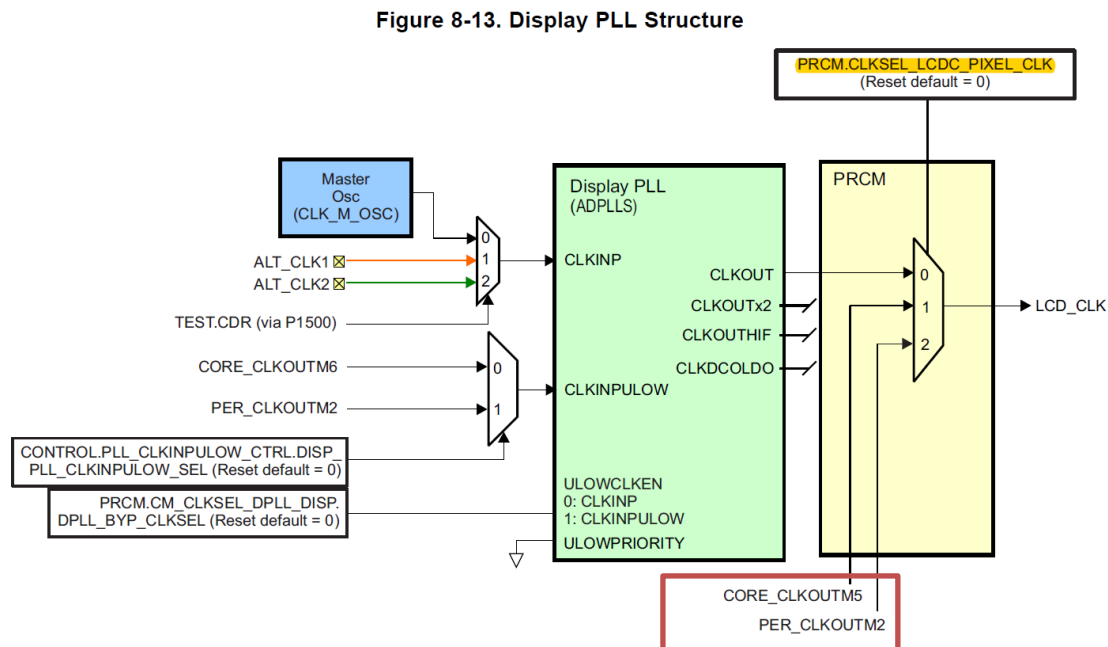 Figure 8-13. Display PLL Structure
PRCM.CLKSEL_LCDC_PIXEL_CLK
(Reset default = 0)
Master
Osc
(CLK_M_OSC)
ALT_CLK1
ALT_CLK2
TEST.CDR (via P1500)
0
1
2
CORE_CLKOUTM6
PER_CLKOUTM2
0
1
CONTROL.PLL_CLKINPULOW_CTRL.DISP_
PLL_CLKINPULOW_SEL (Reset default = 0)
PRCM.CM_CLKSEL_DPLL_DISP.
DPLL_BYP_CLKSEL (Reset default = 0)
Display PLL
(ADPLLS)
CLKINP
CLKINPULOW
CLKOUT
CLKOUTx2
CLKOUTHIF
CLKDCOLDO
ULOWCLKEN
0: CLKINP
1: CLKINPULOW
ULOWPRIORITY
PRCM
0
1
2
LCD_CLK
CORE_CLKOUTM5
PER_CLKOUTM2